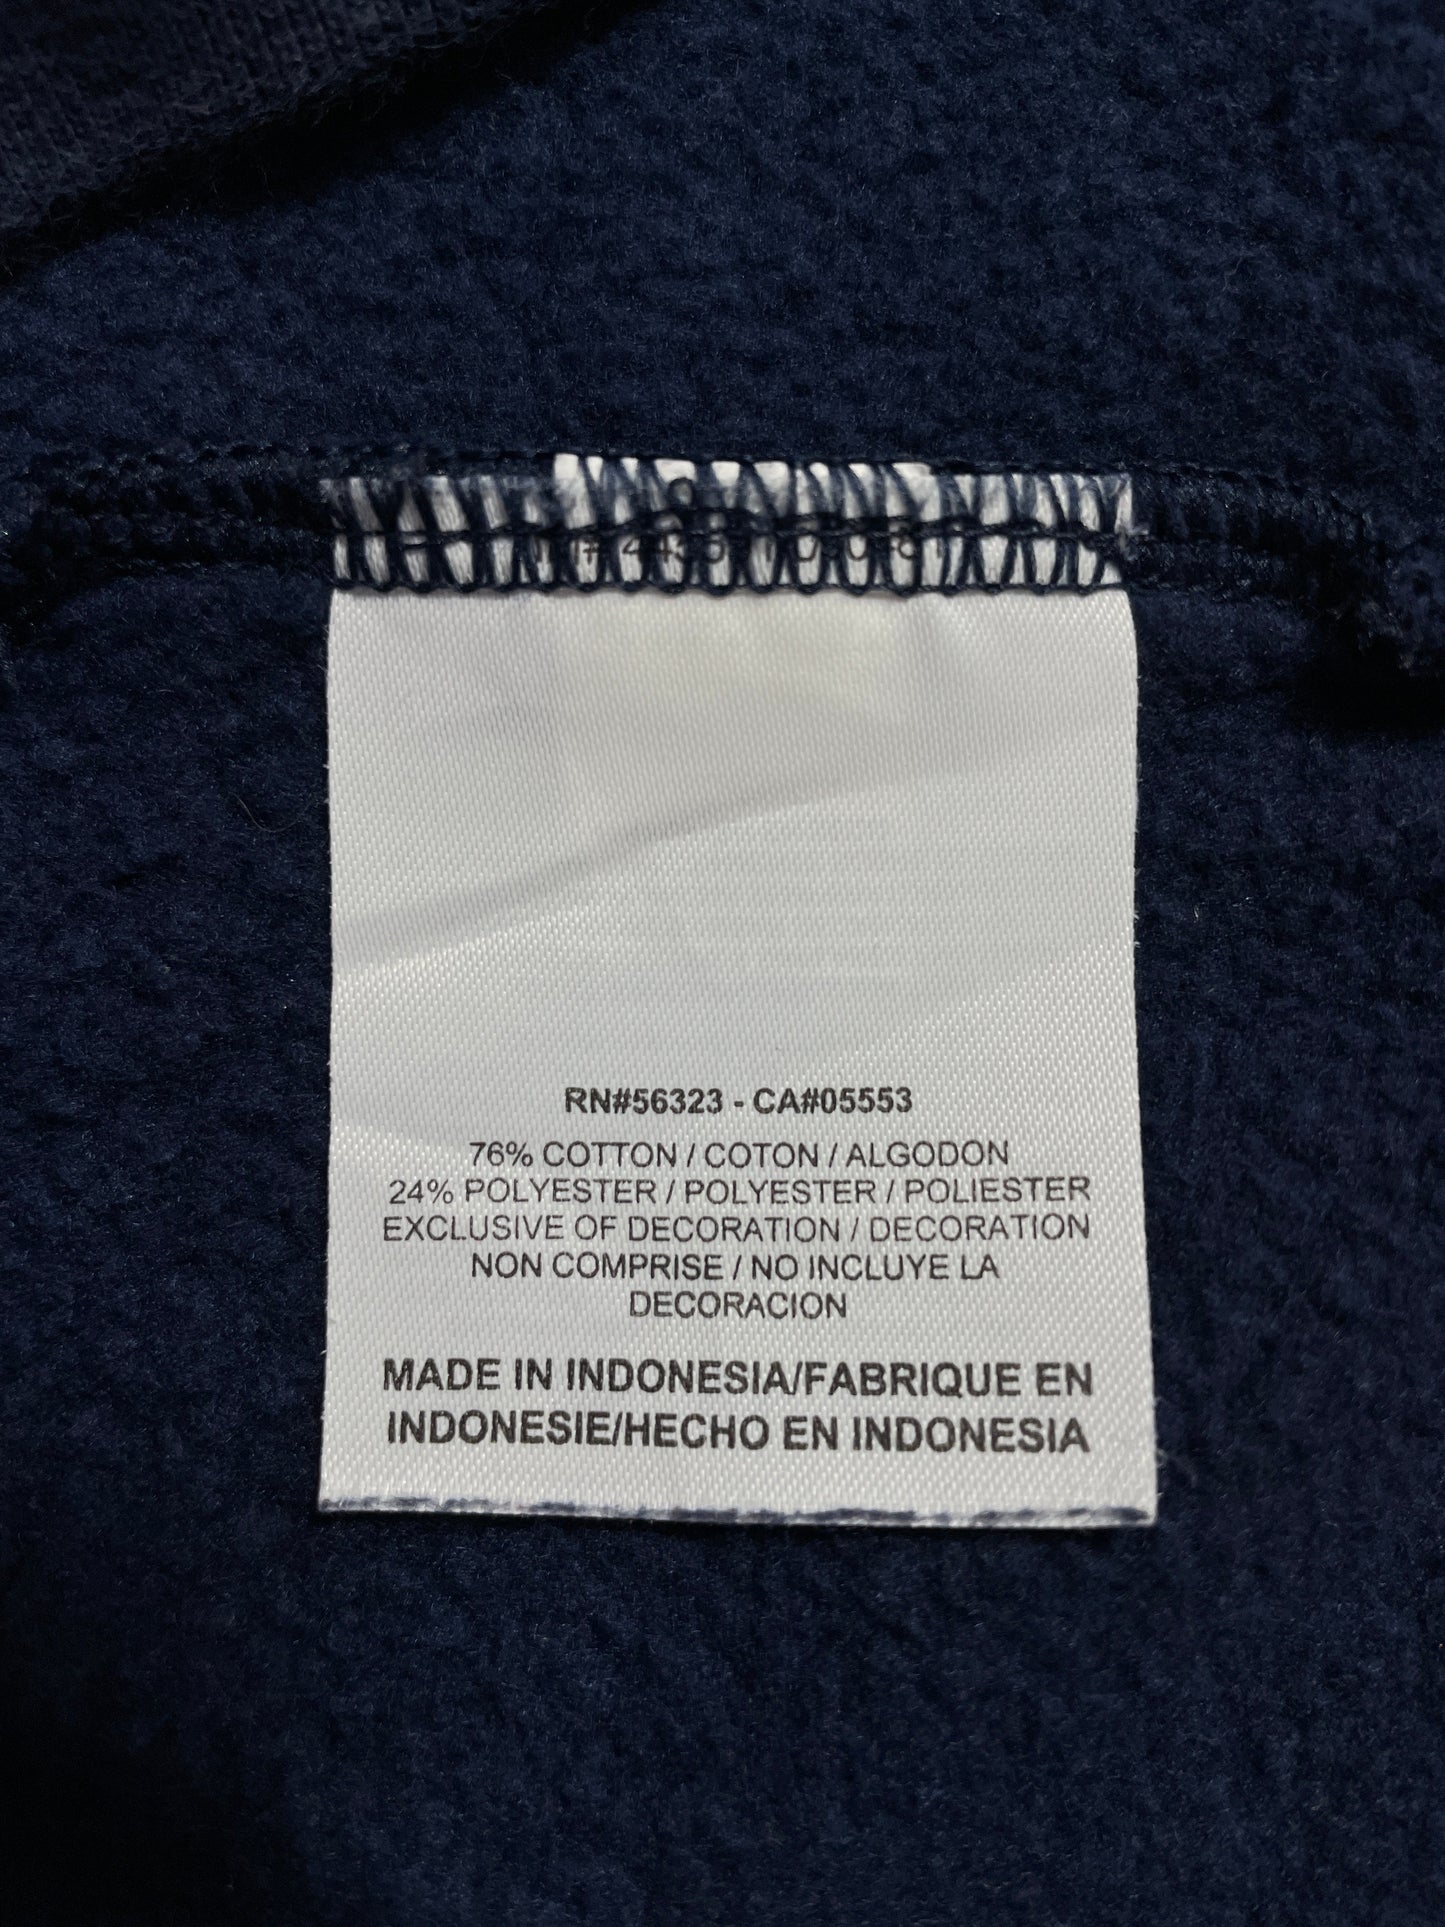 RN#56323 - CA#05553
76% COTTON / COTON / ALGODON
24% POLYESTER / POLYESTER / POLIESTER
EXCLUSIVE OF DECORATION / DECORATION
NON COMPRISE / NO INCLUYE LA
DECORACION
MADE IN INDONESIA/FABRIQUE EN
INDONESIE/HECHO EN INDONESIA